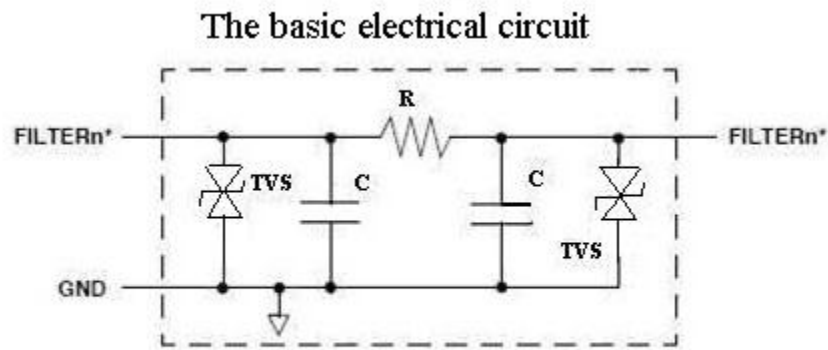 The basic electrical circuit
R
FILTERn*
FILTERn*
TVS
C
C
TVS
GND